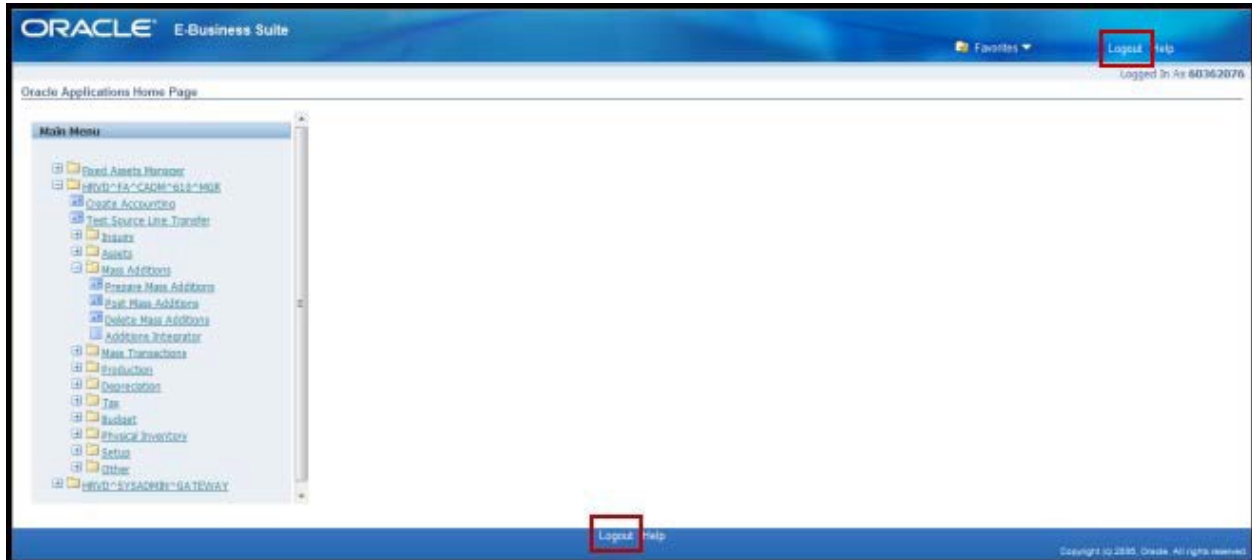 ORACLE E-Business Suite
Favorites
Logout Help
Logged In As 60362076
Oracle Applications Home Page
Main Menu
Fixed Assets Manager
HRVD^FA^CADM^610^MGR
Create Accounting
Test Source Line Transfer
Inquiry
Assets
Mass Additions
Prepare Mass Additions
Post Mass Additions
Delete Mass Additions
Additions Integrator
Mass Transactions
Production
Depreciation
Tax
Budget
Physical Inventory
Setup
Other
HRVD^SYSADMIN^GATEWAY
Logout Help
Copyright (c) 2006, Oracle. All rights reserved.